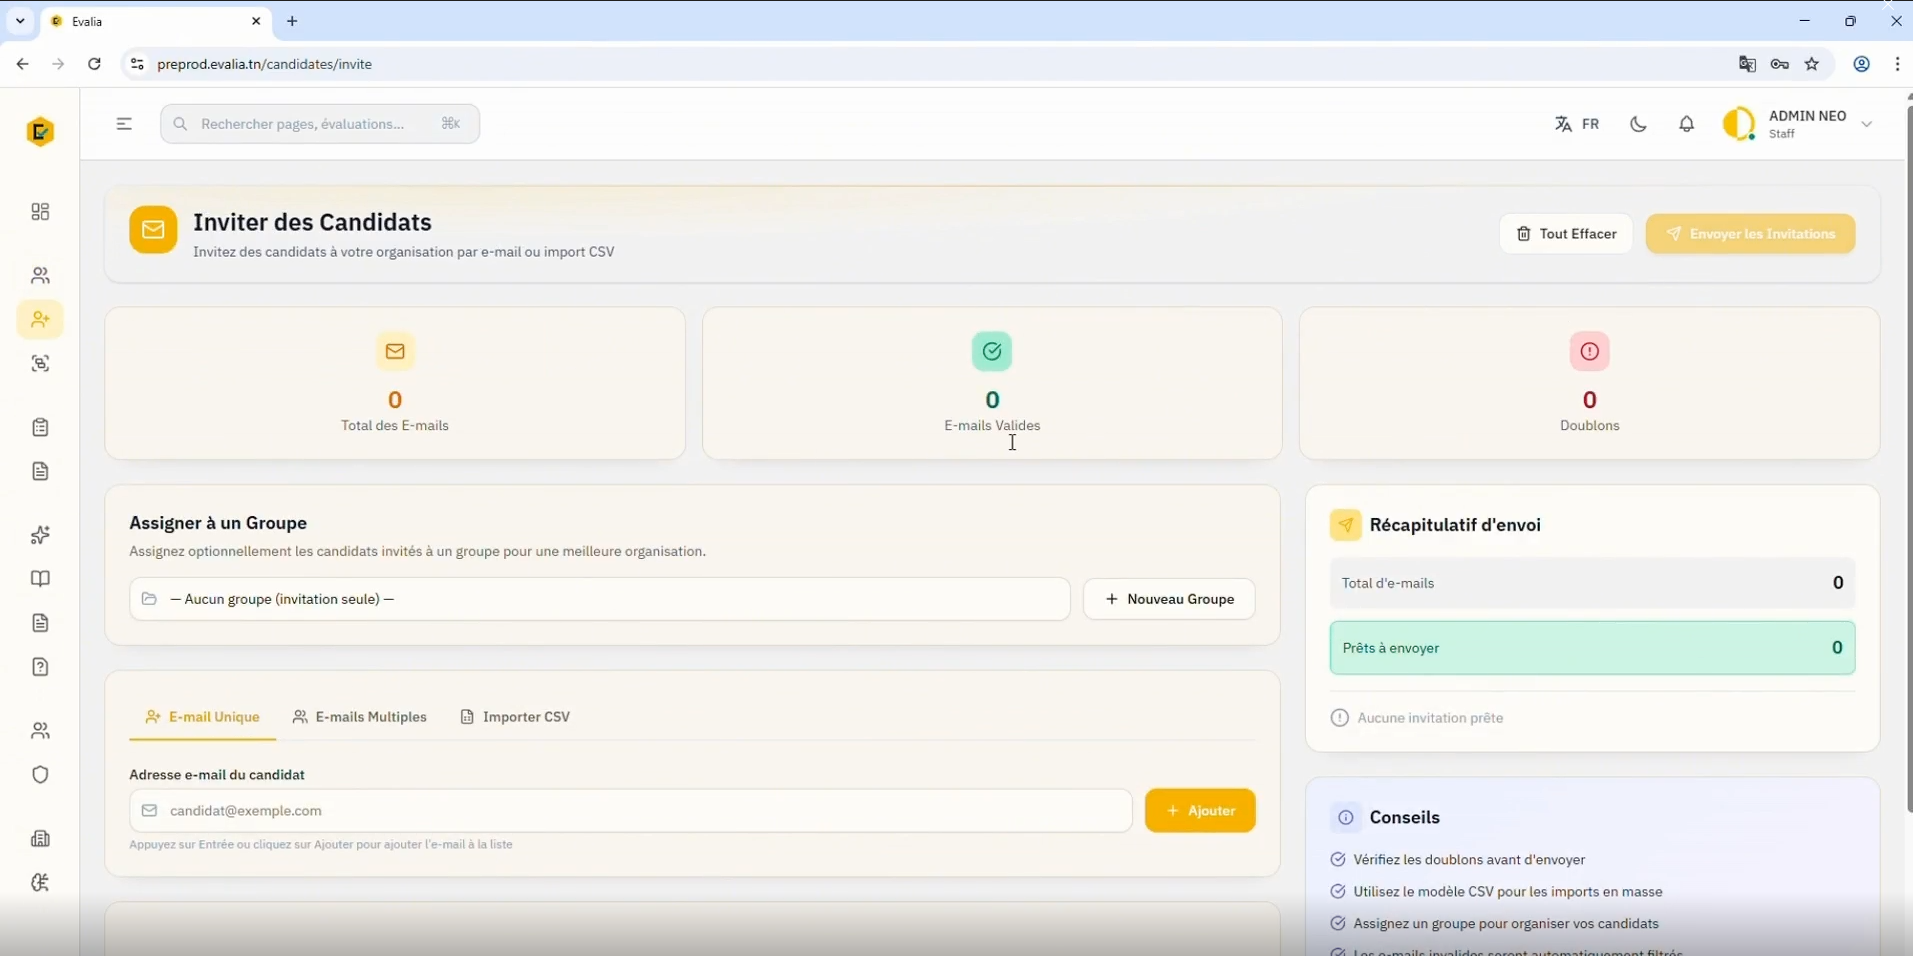 Evalia
preprod.evalia.tn/candidates/invite
Rechercher pages, évaluations... ⌘K
FR
ADMIN NEO
Staff
Inviter des Candidats
Invitez des candidats à votre organisation par e-mail ou import CSV
Tout Effacer
Envoyer les Invitations
0
Total des E-mails
0
E-mails Valides
0
Doublons
Assigner à un Groupe
Assignez optionnellement les candidats invités à un groupe pour une meilleure organisation.
— Aucun groupe (invitation seule) —
+ Nouveau Groupe
Récapitulatif d'envoi
Total d'e-mails 0
Prêts à envoyer 0
Aucune invitation prête
E-mail Unique
E-mails Multiples
Importer CSV
Adresse e-mail du candidat
candidat@exemple.com
+ Ajouter
Appuyez sur Entrée ou cliquez sur Ajouter pour ajouter l'e-mail à la liste
Conseils
Vérifiez les doublons avant d'envoyer
Utilisez le modèle CSV pour les imports en masse
Assignez un groupe pour organiser vos candidats
Les e-mails invalides seront automatiquement filtrés